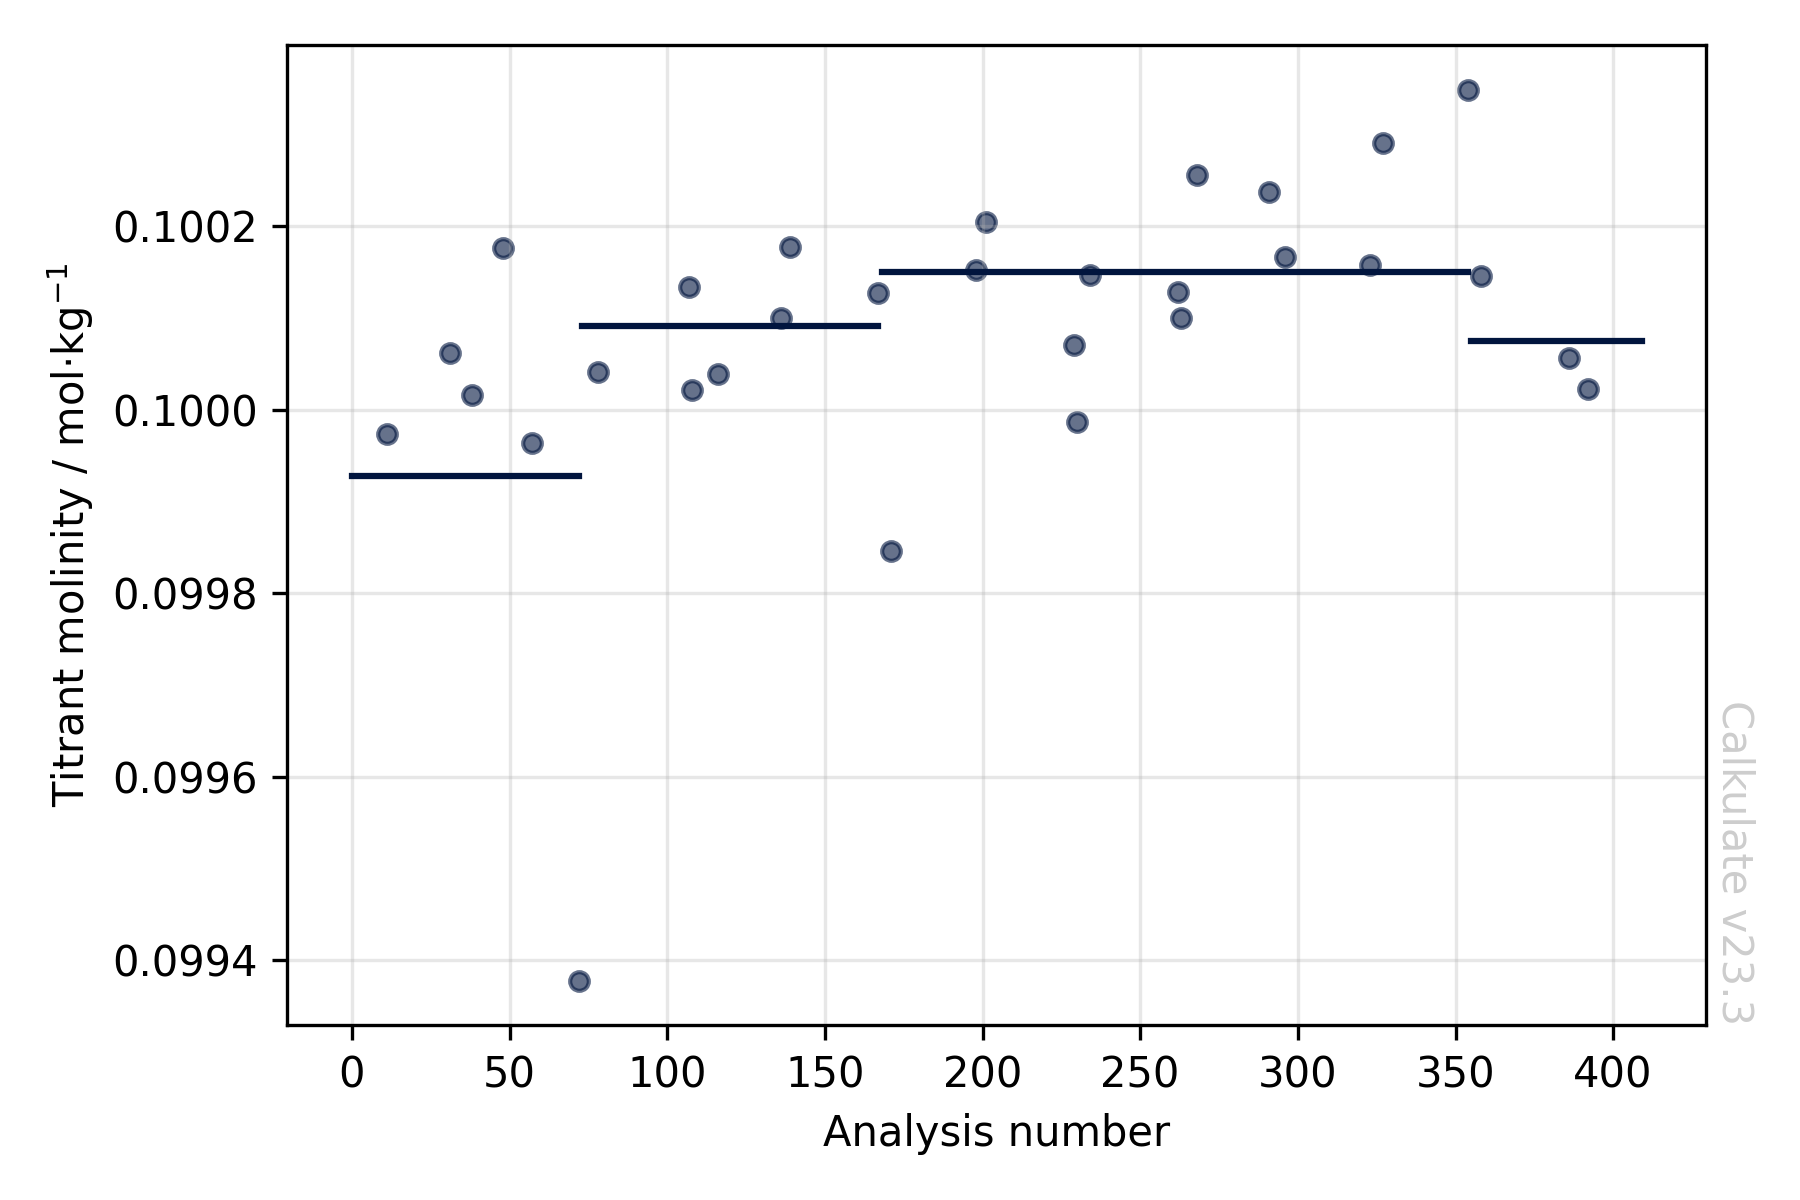 0.1002
0.1000
0.0998
0.0996
0.0994
Titrant molinity / mol·kg⁻¹
0 50 100 150 200 250 300 350 400
Analysis number
Calkulate v23.3